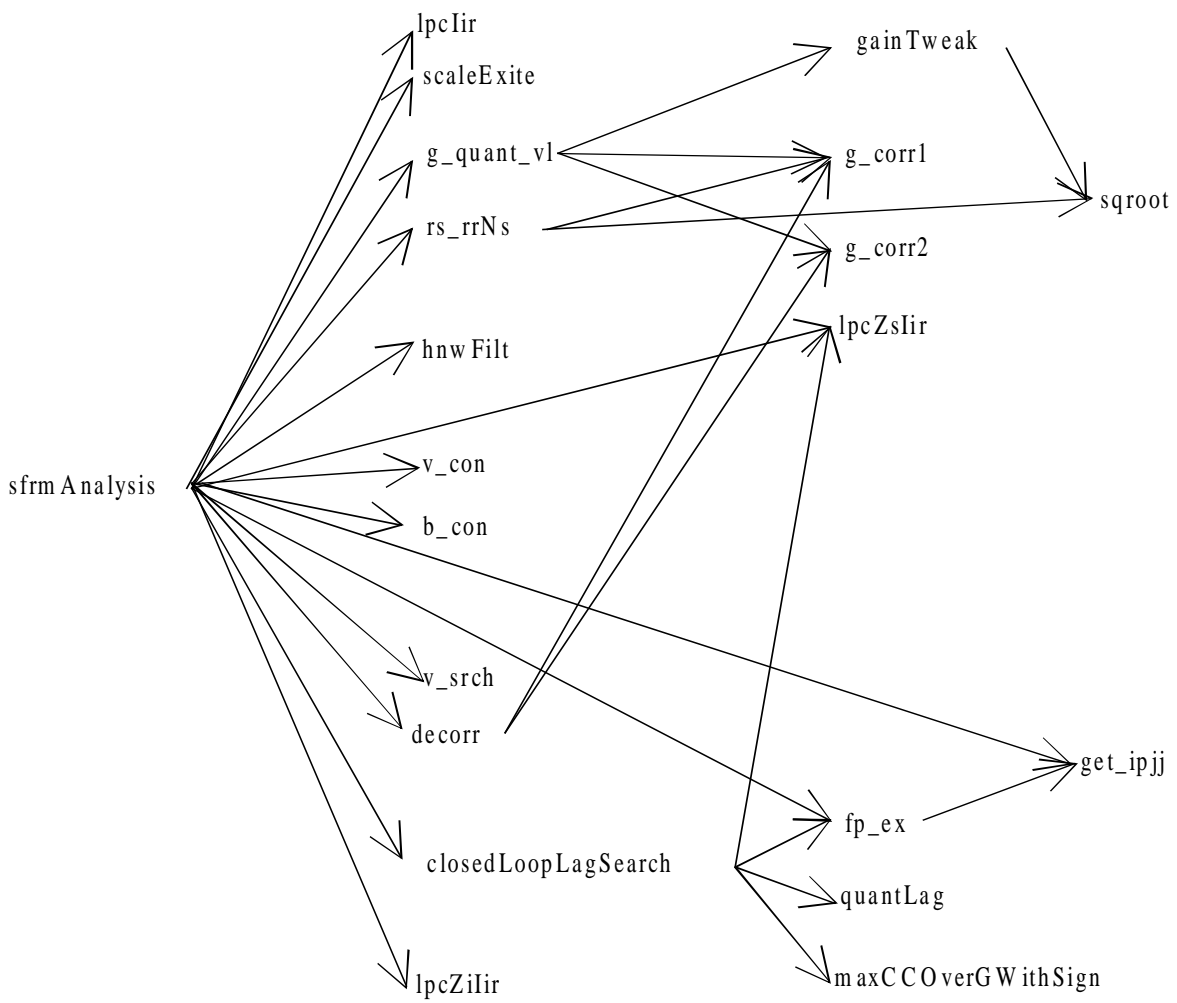 lpcIir
scaleExite
g_quant_vl
rs_rrNs
hnwFilt
sfrmAnalysis
v_con
b_con
v_srch
decorr
closedLoopLagSearch
lpcZiIir
gainTweak
g_corr1
g_corr2
lpcZsIir
fp_ex
quantLag
maxCCOverGWithSign
sqroot
get_ipjj